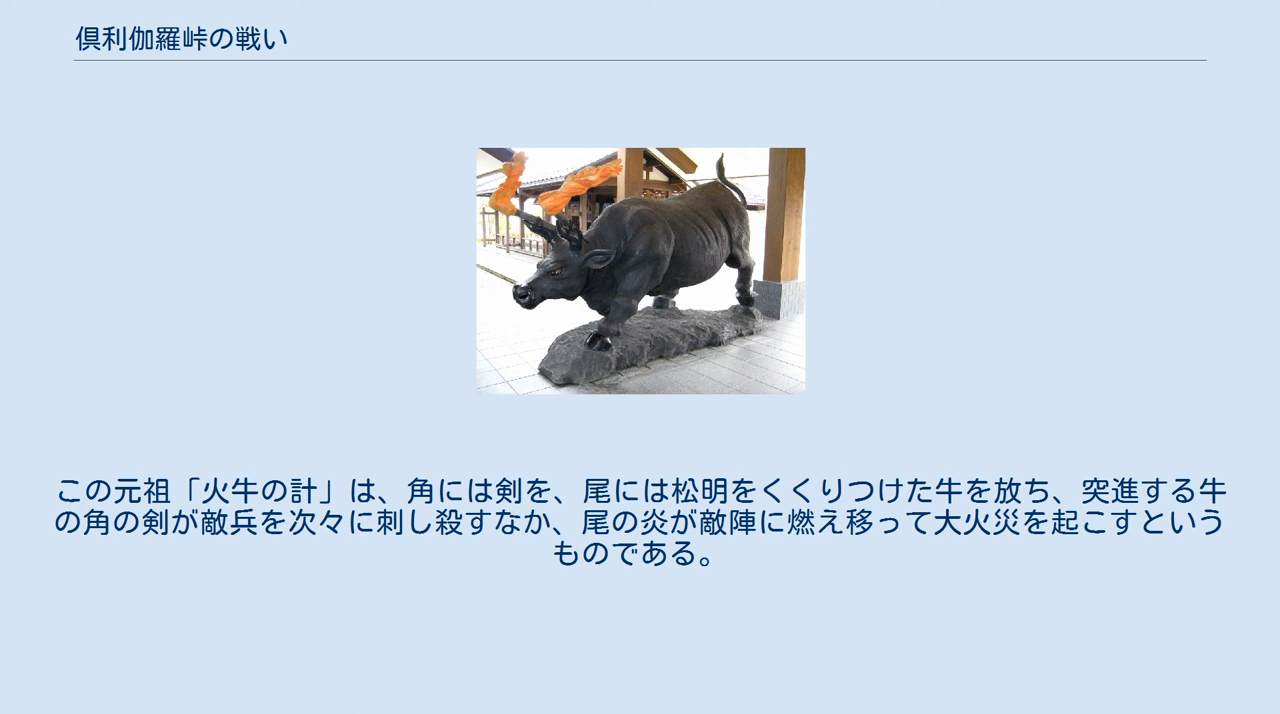 倶利伽羅峠の戦い
この元祖「火牛の計」は、角には剣を、尾には松明をくくりつけた牛を放ち、突進する牛
の角の剣が敵兵を次々に刺し殺すなか、尾の炎が敵陣に燃え移って大火災を起こすという
ものである。